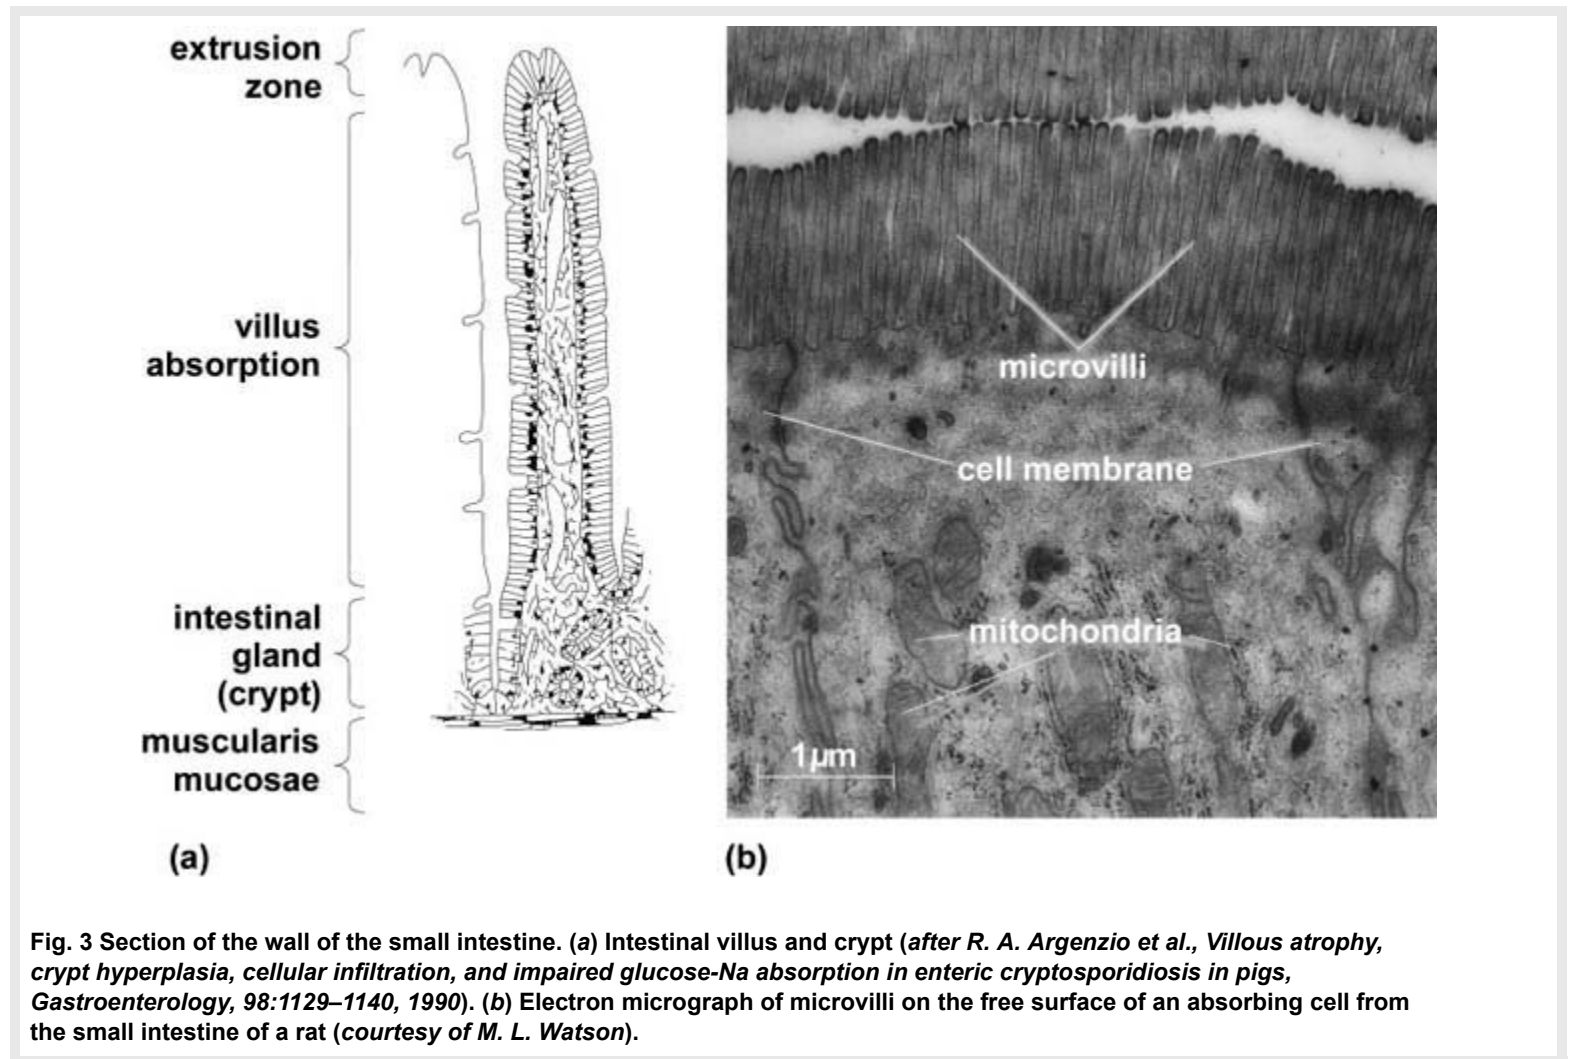 extrusion
zone
villus
absorption
intestinal
gland
(crypt)
muscularis
mucosae
(a)
microvilli
cell membrane
mitochondria
1µm
(b)
Fig. 3 Section of the wall of the small intestine. (a) Intestinal villus and crypt (after R. A. Argenzio et al., Villous atrophy,
crypt hyperplasia, cellular infiltration, and impaired glucose-Na absorption in enteric cryptosporidiosis in pigs,
Gastroenterology, 98:1129–1140, 1990). (b) Electron micrograph of microvilli on the free surface of an absorbing cell from
the small intestine of a rat (courtesy of M. L. Watson).